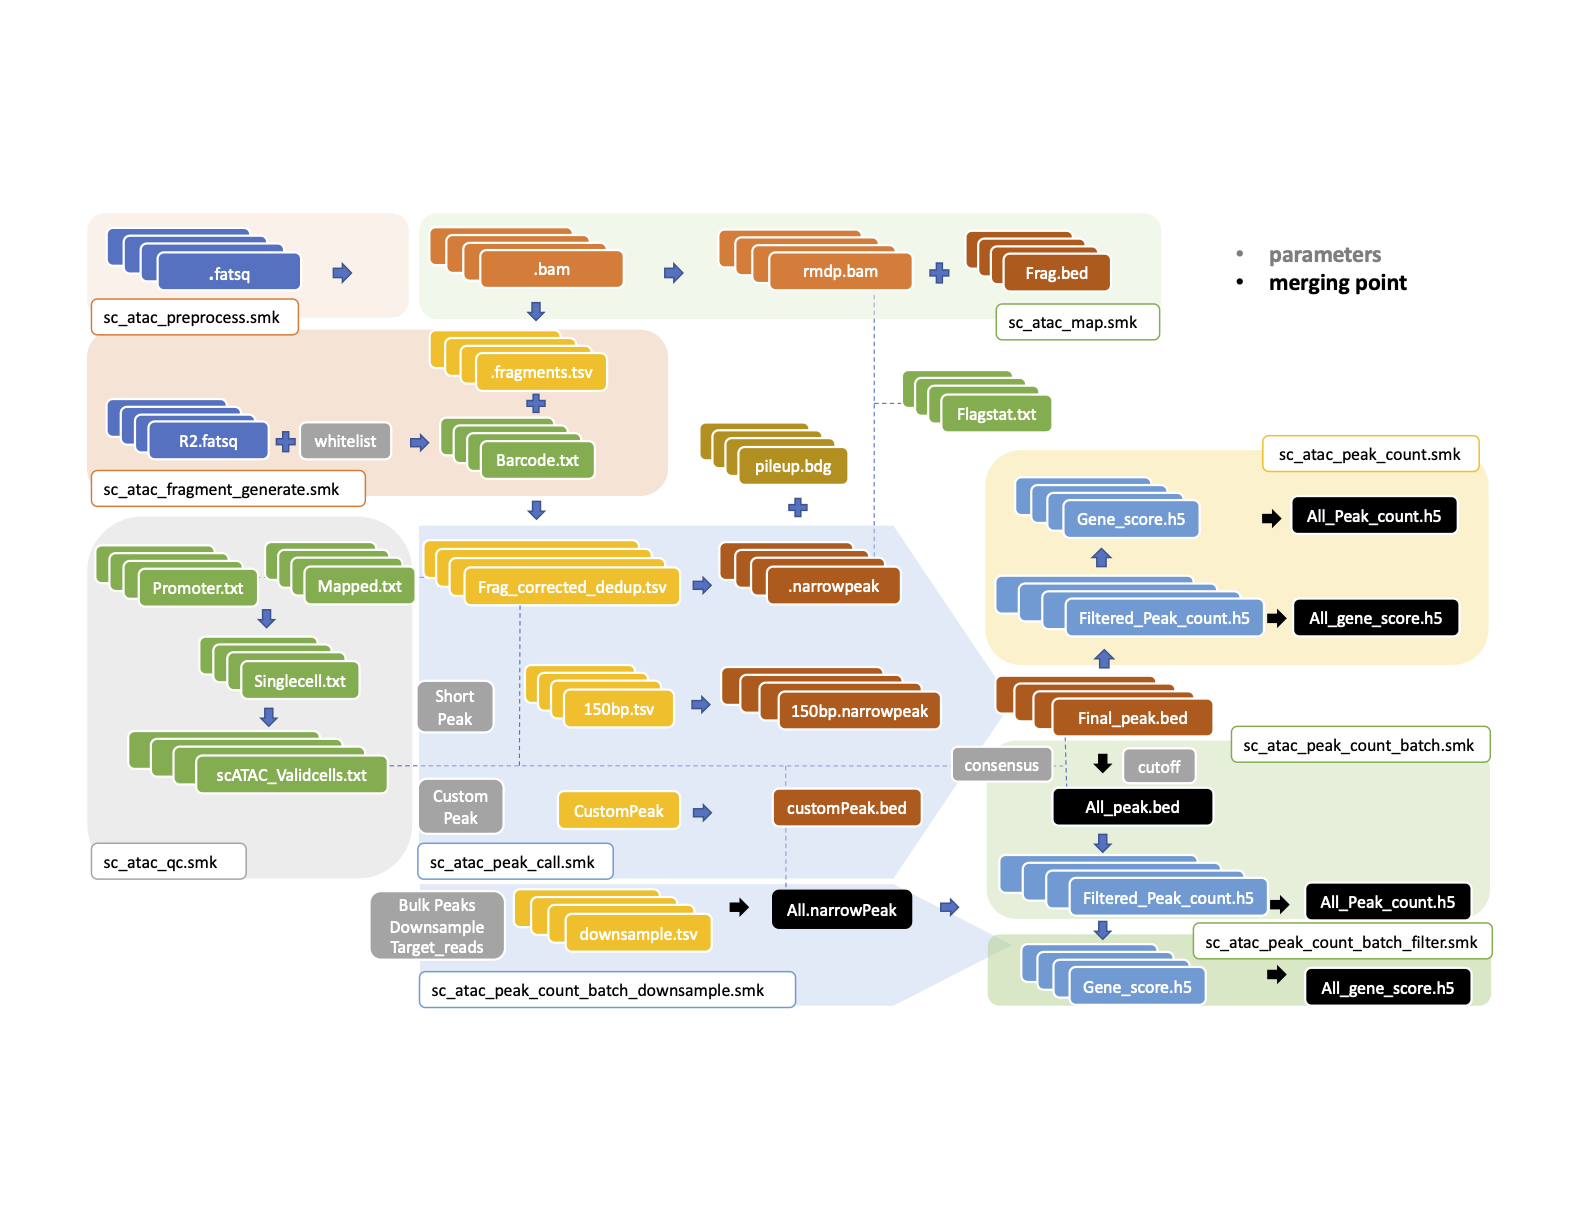 .fatsq
sc_atac_preprocess.smk
.bam
rmdp.bam
Frag.bed
sc_atac_map.smk
• parameters
• merging point
.fragments.tsv
R2.fatsq
whitelist
Barcode.txt
sc_atac_fragment_generate.smk
Flagstat.txt
pileup.bdg
Promoter.txt
Mapped.txt
Singlecell.txt
scATAC_Validcells.txt
sc_atac_qc.smk
Frag_corrected_dedup.tsv
.narrowpeak
Short
Peak
150bp.tsv
150bp.narrowpeak
Custom
Peak
CustomPeak
customPeak.bed
sc_atac_peak_call.smk
Bulk Peaks
Downsample
Target_reads
downsample.tsv
All.narrowPeak
sc_atac_peak_count_batch_downsample.smk
sc_atac_peak_count.smk
Gene_score.h5
All_Peak_count.h5
Filtered_Peak_count.h5
All_gene_score.h5
Final_peak.bed
sc_atac_peak_count_batch.smk
consensus
cutoff
All_peak.bed
Filtered_Peak_count.h5
All_Peak_count.h5
sc_atac_peak_count_batch_filter.smk
Gene_score.h5
All_gene_score.h5